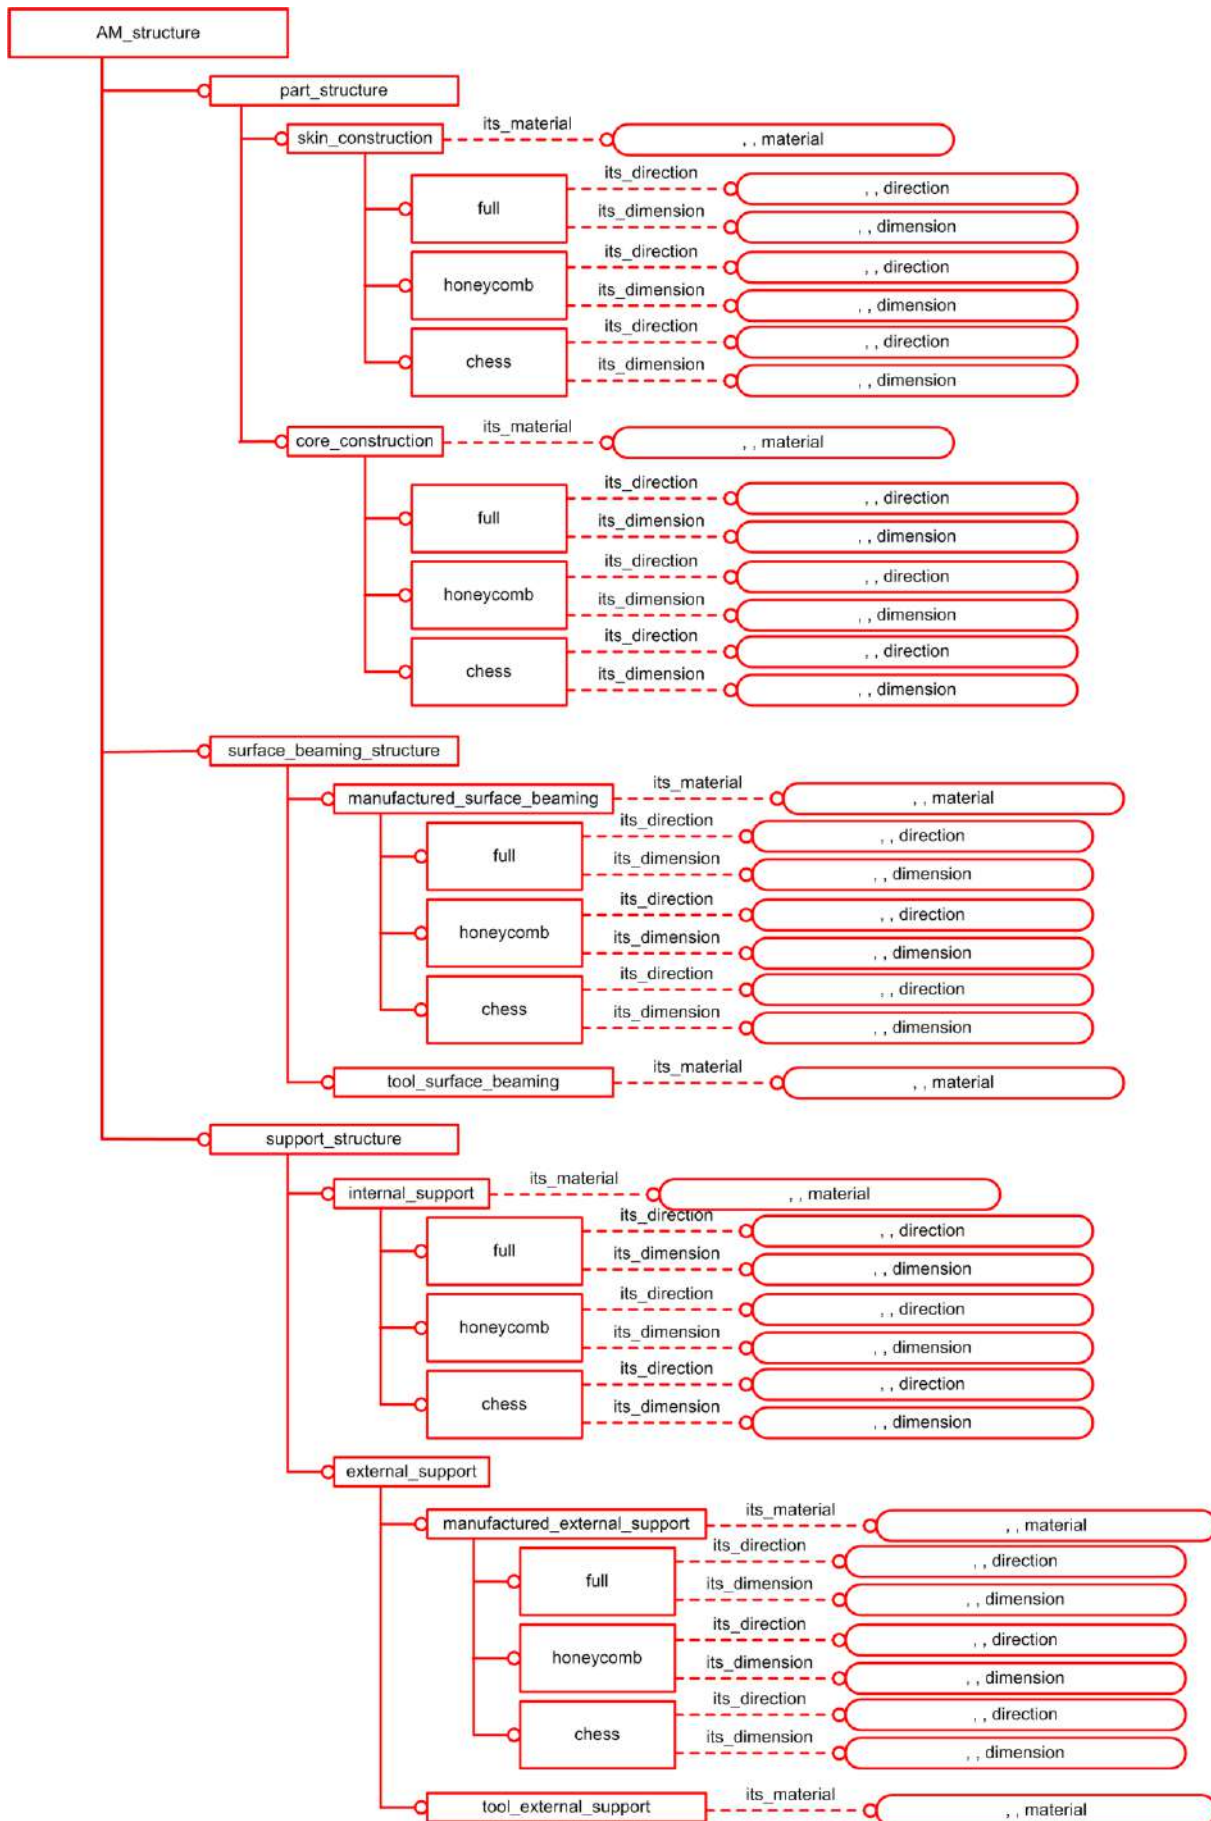 AM_structure
part_structure
skin_construction
its_material
, , material
full
its_direction
, , direction
its_dimension
, , dimension
honeycomb
its_direction
, , direction
its_dimension
, , dimension
chess
its_direction
, , direction
its_dimension
, , dimension
core_construction
its_material
, , material
full
its_direction
, , direction
its_dimension
, , dimension
honeycomb
its_direction
, , direction
its_dimension
, , dimension
chess
its_direction
, , direction
its_dimension
, , dimension
surface_beaming_structure
manufactured_surface_beaming
its_material
, , material
full
its_direction
, , direction
its_dimension
, , dimension
honeycomb
its_direction
, , direction
its_dimension
, , dimension
chess
its_direction
, , direction
its_dimension
, , dimension
tool_surface_beaming
its_material
, , material
support_structure
internal_support
its_material
, , material
full
its_direction
, , direction
its_dimension
, , dimension
honeycomb
its_direction
, , direction
its_dimension
, , dimension
chess
its_direction
, , direction
its_dimension
, , dimension
external_support
manufactured_external_support
its_material
, , material
full
its_direction
, , direction
its_dimension
, , dimension
honeycomb
its_direction
, , direction
its_dimension
, , dimension
chess
its_direction
, , direction
its_dimension
, , dimension
tool_external_support
its_material
, , material